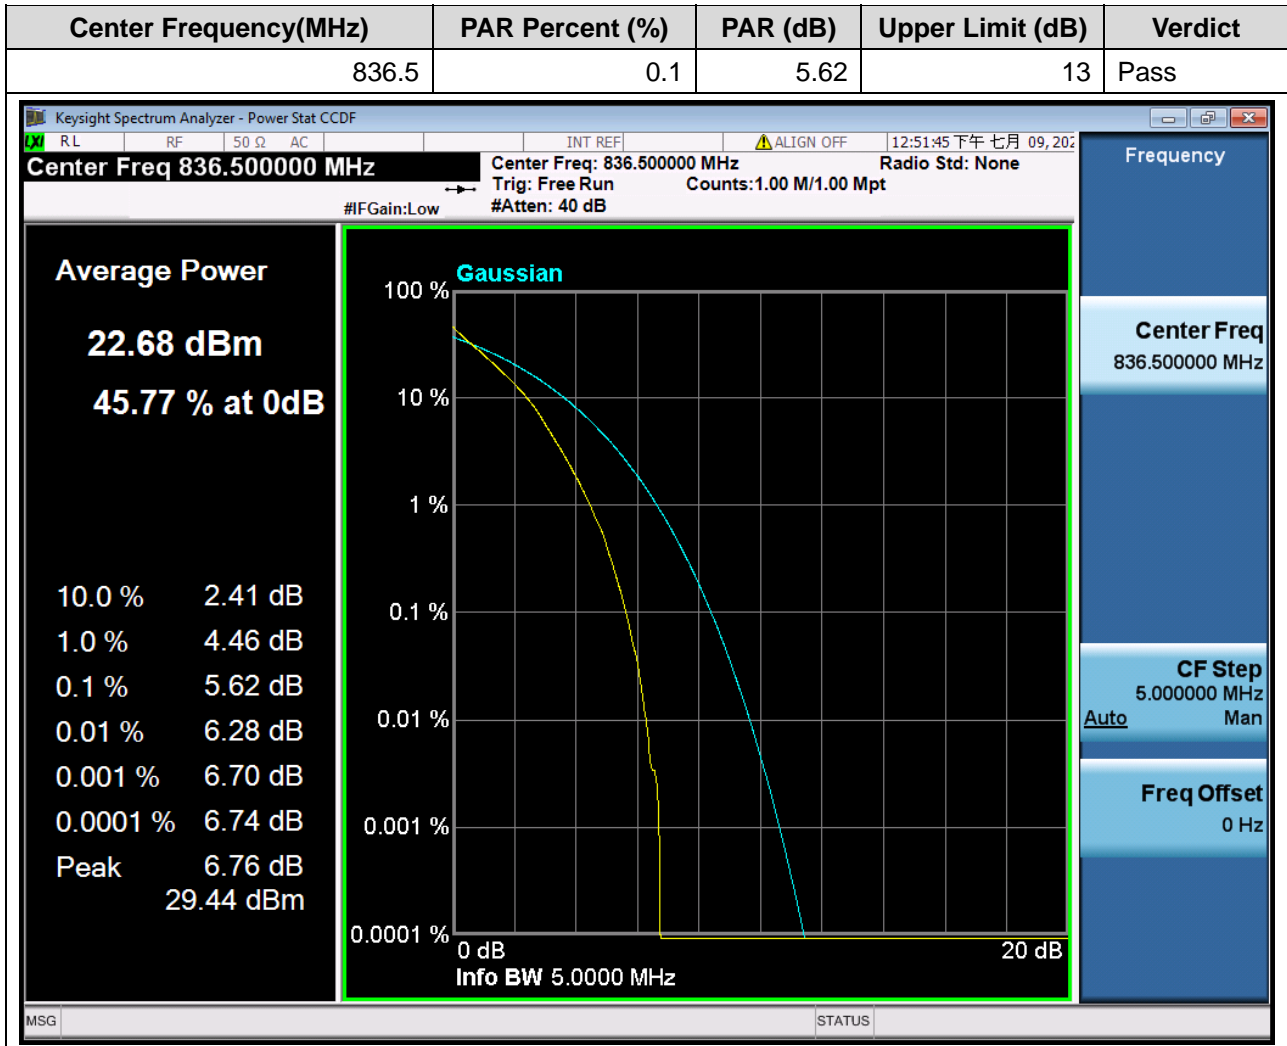 Center Frequency(MHz) PAR Percent (%) PAR (dB) Upper Limit (dB) Verdict
836.5 0.1 5.62 13 Pass
Keysight Spectrum Analyzer - Power Stat CCDF
LXI RL RF 50 Ω AC INT REF ALIGN OFF 12:51:45 下午 七月 09, 202
Center Freq 836.500000 MHz
Center Freq: 836.500000 MHz Radio Std: None
Trig: Free Run Counts:1.00 M/1.00 Mpt
#IFGain:Low #Atten: 40 dB
Average Power
22.68 dBm
45.77 % at 0dB
10.0 % 2.41 dB
1.0 % 4.46 dB
0.1 % 5.62 dB
0.01 % 6.28 dB
0.001 % 6.70 dB
0.0001 % 6.74 dB
Peak 6.76 dB
29.44 dBm
Gaussian
100 %
10 %
1 %
0.1 %
0.01 %
0.001 %
0.0001 %
0 dB 20 dB
Info BW 5.0000 MHz
Frequency
Center Freq
836.500000 MHz
CF Step
5.000000 MHz
Auto Man
Freq Offset
0 Hz
MSG STATUS